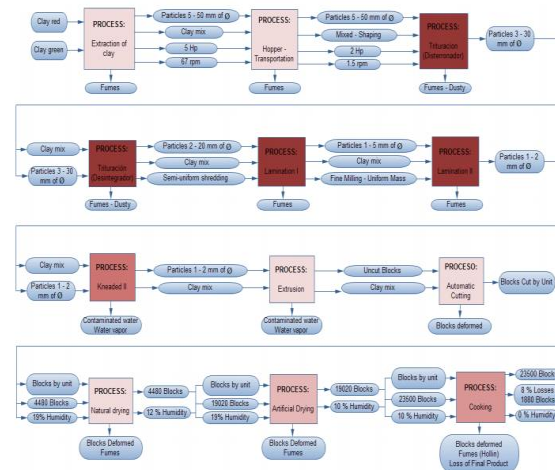 Clay red
Clay green
PROCESS:
Extraction of
clay
Fumes
Particles 5 - 50 mm of Ø
Clay mix
5 Hp
67 rpm
PROCESS:
Hopper -
Transportation
Fumes
Particles 5 - 50 mm of Ø
Mixed - Shaping
2 Hp
1.5 rpm
PROCESS:
Trituración
(Disterminador)
Fumes - Dusty
Particles 3 - 30
mm of Ø
Clay mix
Particles 3 - 30
mm of Ø
PROCESS:
Trituración
(Desintegrador)
Fumes - Dusty
Particles 2 - 20 mm of Ø
Clay mix
Semi-uniform shredding
PROCESS:
Lamination I
Fumes
Particles 1 - 5 mm of Ø
Clay mix
Fine Milling - Uniform Mass
PROCESS:
Lamination II
Fumes
Particles 1 - 2
mm of Ø
Clay mix
Particles 1 - 2
mm of Ø
PROCESS:
Kneaded II
Contaminated water
Water vapor
Particles 1 - 2 mm of Ø
Clay mix
PROCESS:
Extrusion
Contaminated water
Water vapor
Uncut Blocks
Clay mix
PROCESO:
Automatic
Cutting
Blocks deformed
Blocks Cut by Unit
Blocks by unit
4480 Blocks
19% Humidity
PROCESS:
Natural drying
Blocks Deformed
Fumes
4480 Blocks
12 % Humidity
Blocks by unit
19020 Blocks
19% Humidity
PROCESS:
Artificial Drying
Blocks Deformed
Fumes
19020 Blocks
10 % Humidity
Blocks by unit
23500 Blocks
10 % Humidity
PROCESS:
Cooking
Blocks deformed
Fumes (Hollin)
Loss of Final Product
23500 Blocks
8 % Losses
1880 Blocks
0 % Humidity